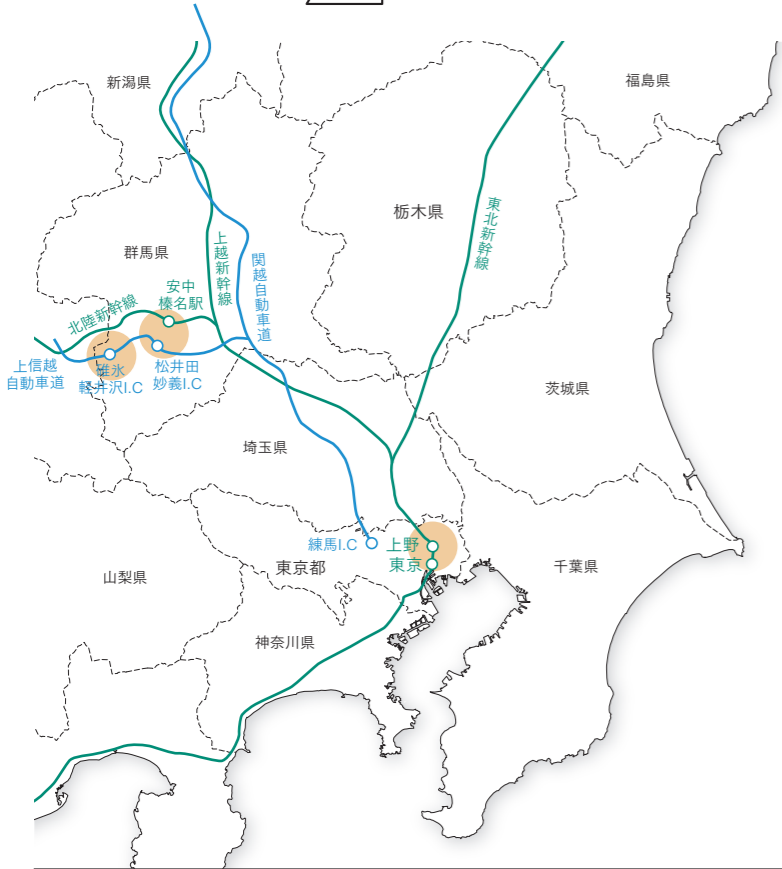 新潟県
福島県
栃木県
東北新幹線
群馬県
上越新幹線
関越自動車道
安中
榛名駅
北陸新幹線
上信越
自動車道
碓氷
軽井沢I.C
松井田
妙義I.C
茨城県
埼玉県
練馬I.C
上野
東京
東京都
千葉県
山梨県
神奈川県